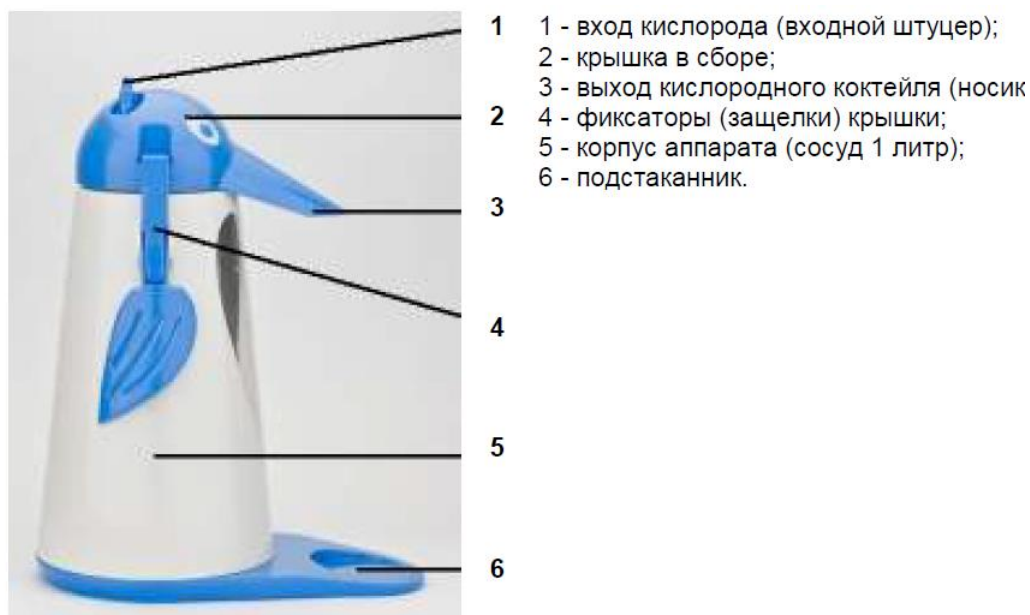 1
2
3
4
5
6
1 - вход кислорода (входной штуцер);
2 - крышка в сборе;
3 - выход кислородного коктейля (носик
4 - фиксаторы (защелки) крышки;
5 - корпус аппарата (сосуд 1 литр);
6 - подстаканник.